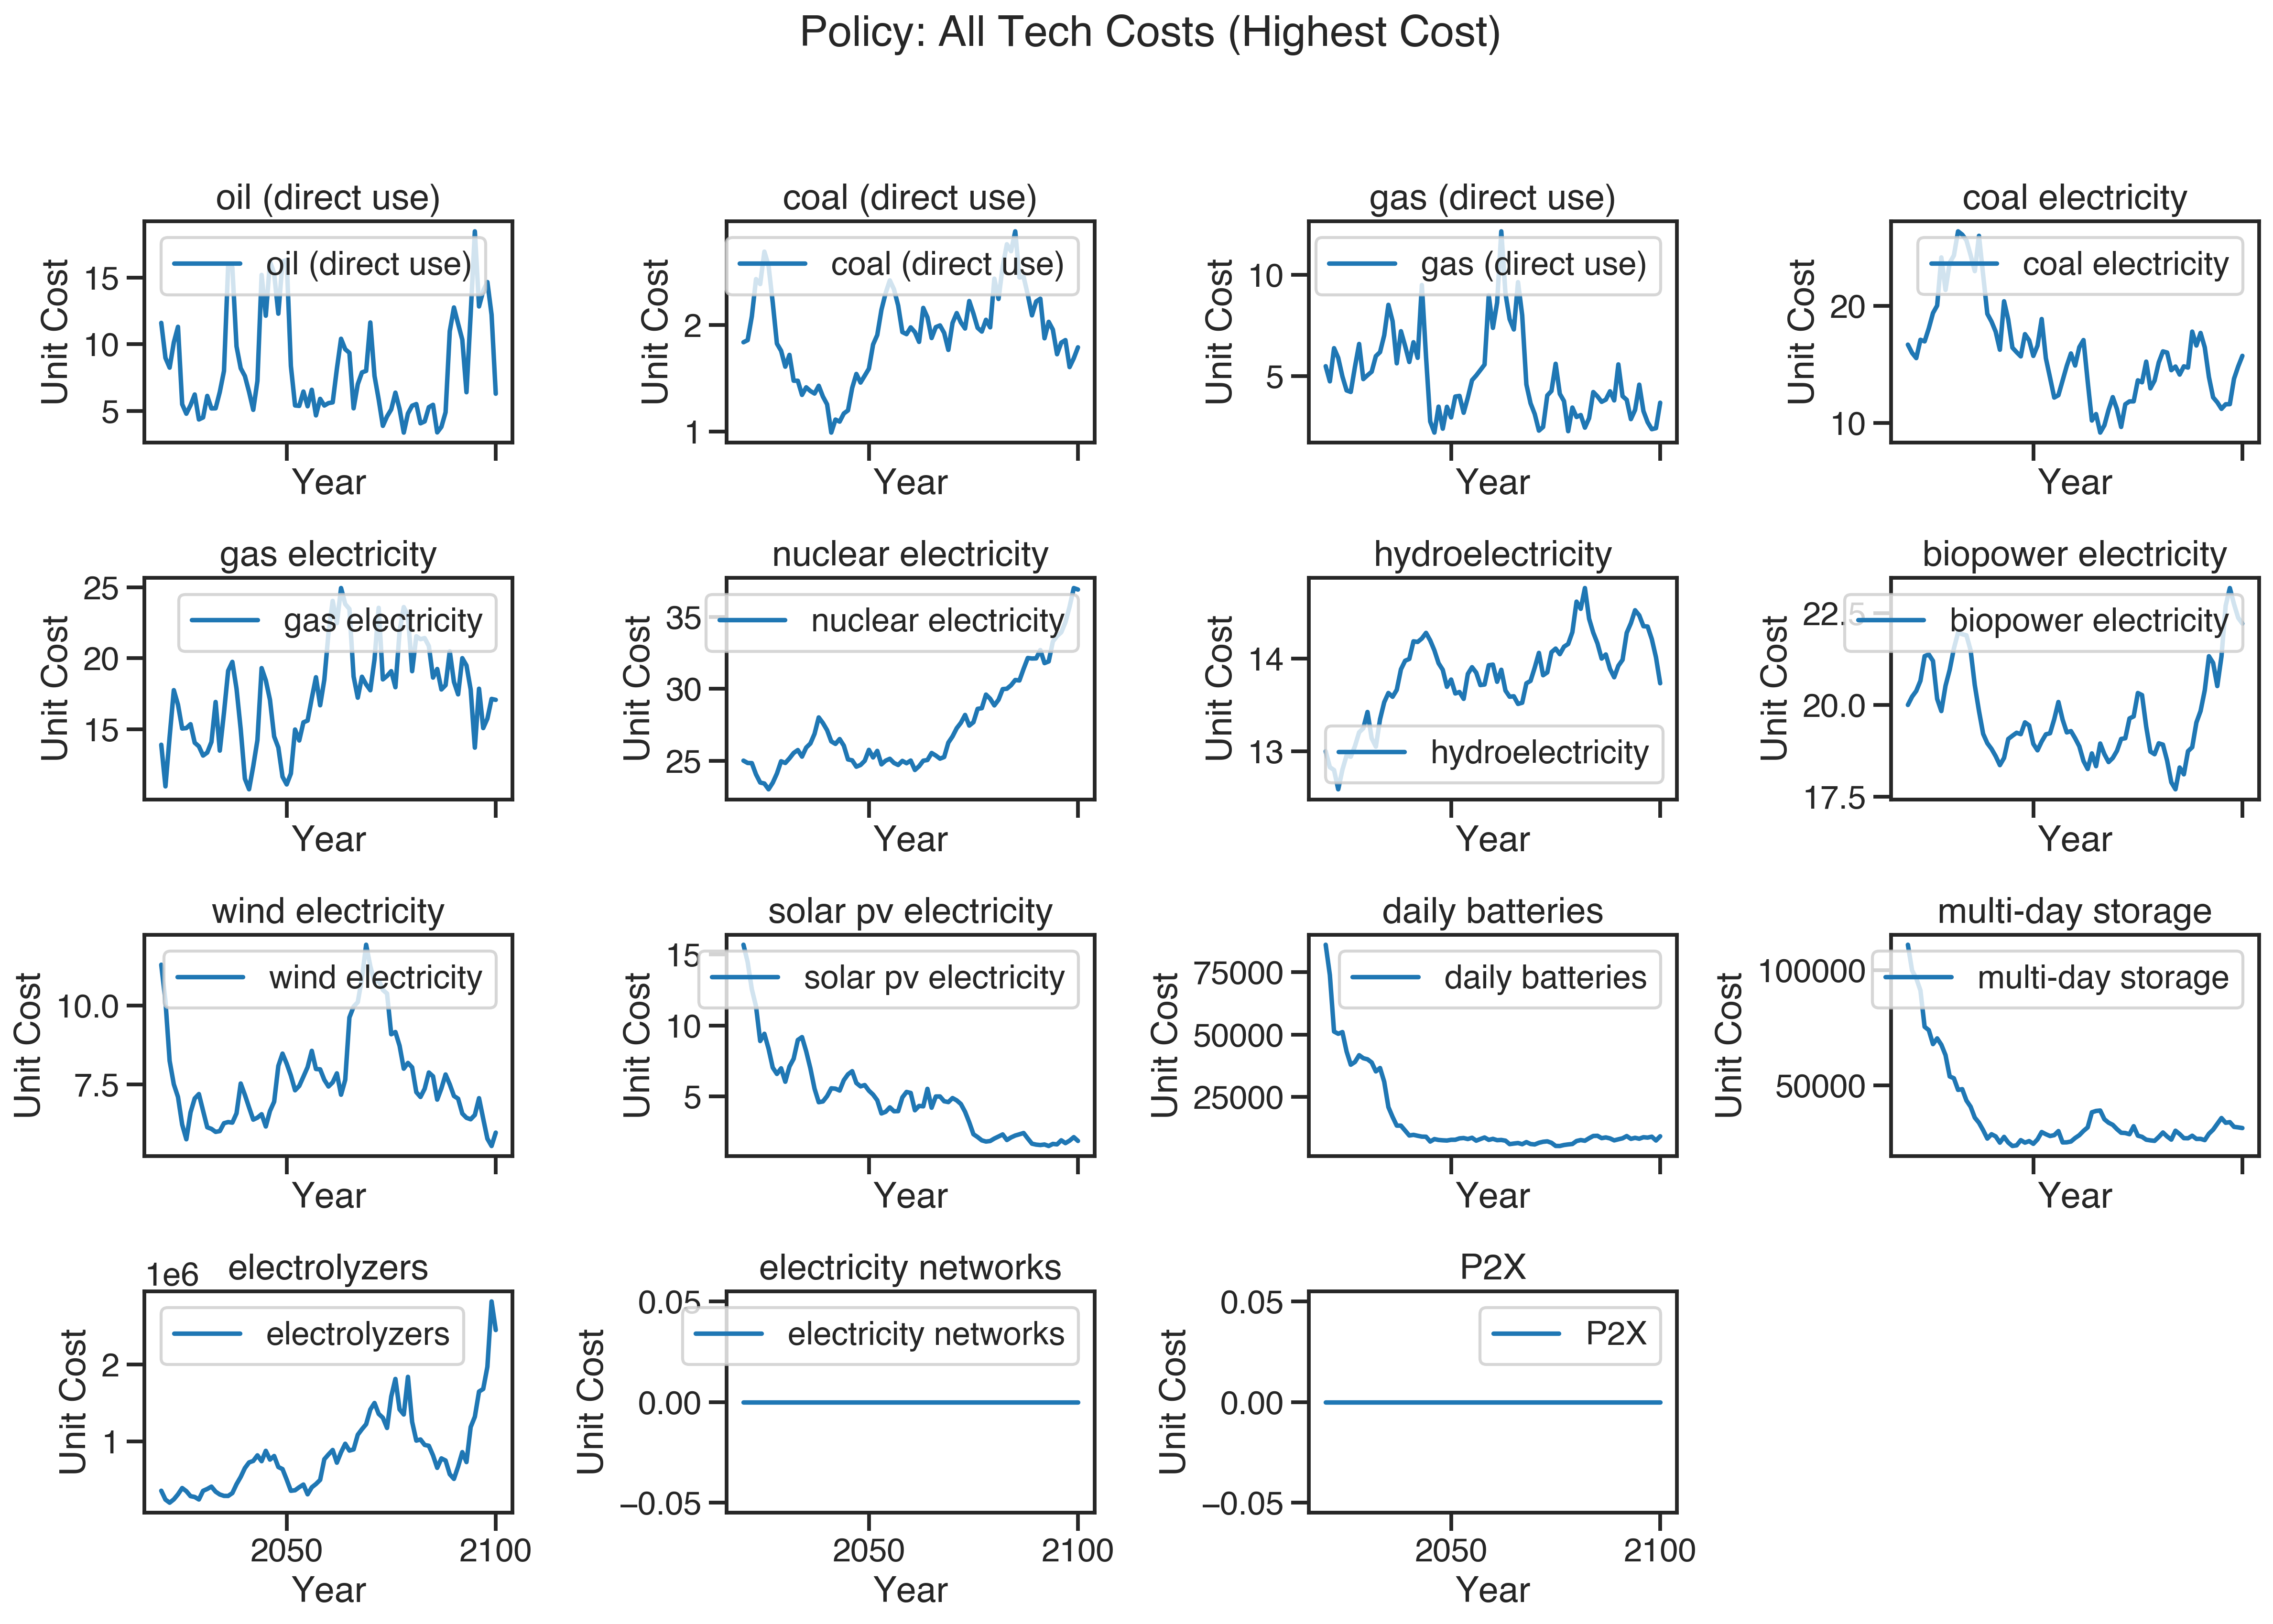 Policy: All Tech Costs (Highest Cost)
oil (direct use)
Unit Cost
15
10
5
oil (direct use)
Year
coal (direct use)
Unit Cost
2
1
coal (direct use)
Year
gas (direct use)
Unit Cost
10
5
gas (direct use)
Year
coal electricity
Unit Cost
20
10
coal electricity
Year
gas electricity
Unit Cost
25
20
15
gas electricity
Year
nuclear electricity
Unit Cost
35
30
25
nuclear electricity
Year
hydroelectricity
Unit Cost
14
13
hydroelectricity
Year
biopower electricity
Unit Cost
22.5
20.0
17.5
biopower electricity
Year
wind electricity
Unit Cost
10.0
7.5
wind electricity
Year
solar pv electricity
Unit Cost
15
10
5
solar pv electricity
Year
daily batteries
Unit Cost
75000
50000
25000
daily batteries
Year
multi-day storage
Unit Cost
100000
50000
multi-day storage
Year
electrolyzers
1e6
Unit Cost
2
1
electrolyzers
2050 2100
Year
electricity networks
Unit Cost
0.05
0.00
−0.05
electricity networks
2050 2100
Year
P2X
Unit Cost
0.05
0.00
−0.05
P2X
2050 2100
Year